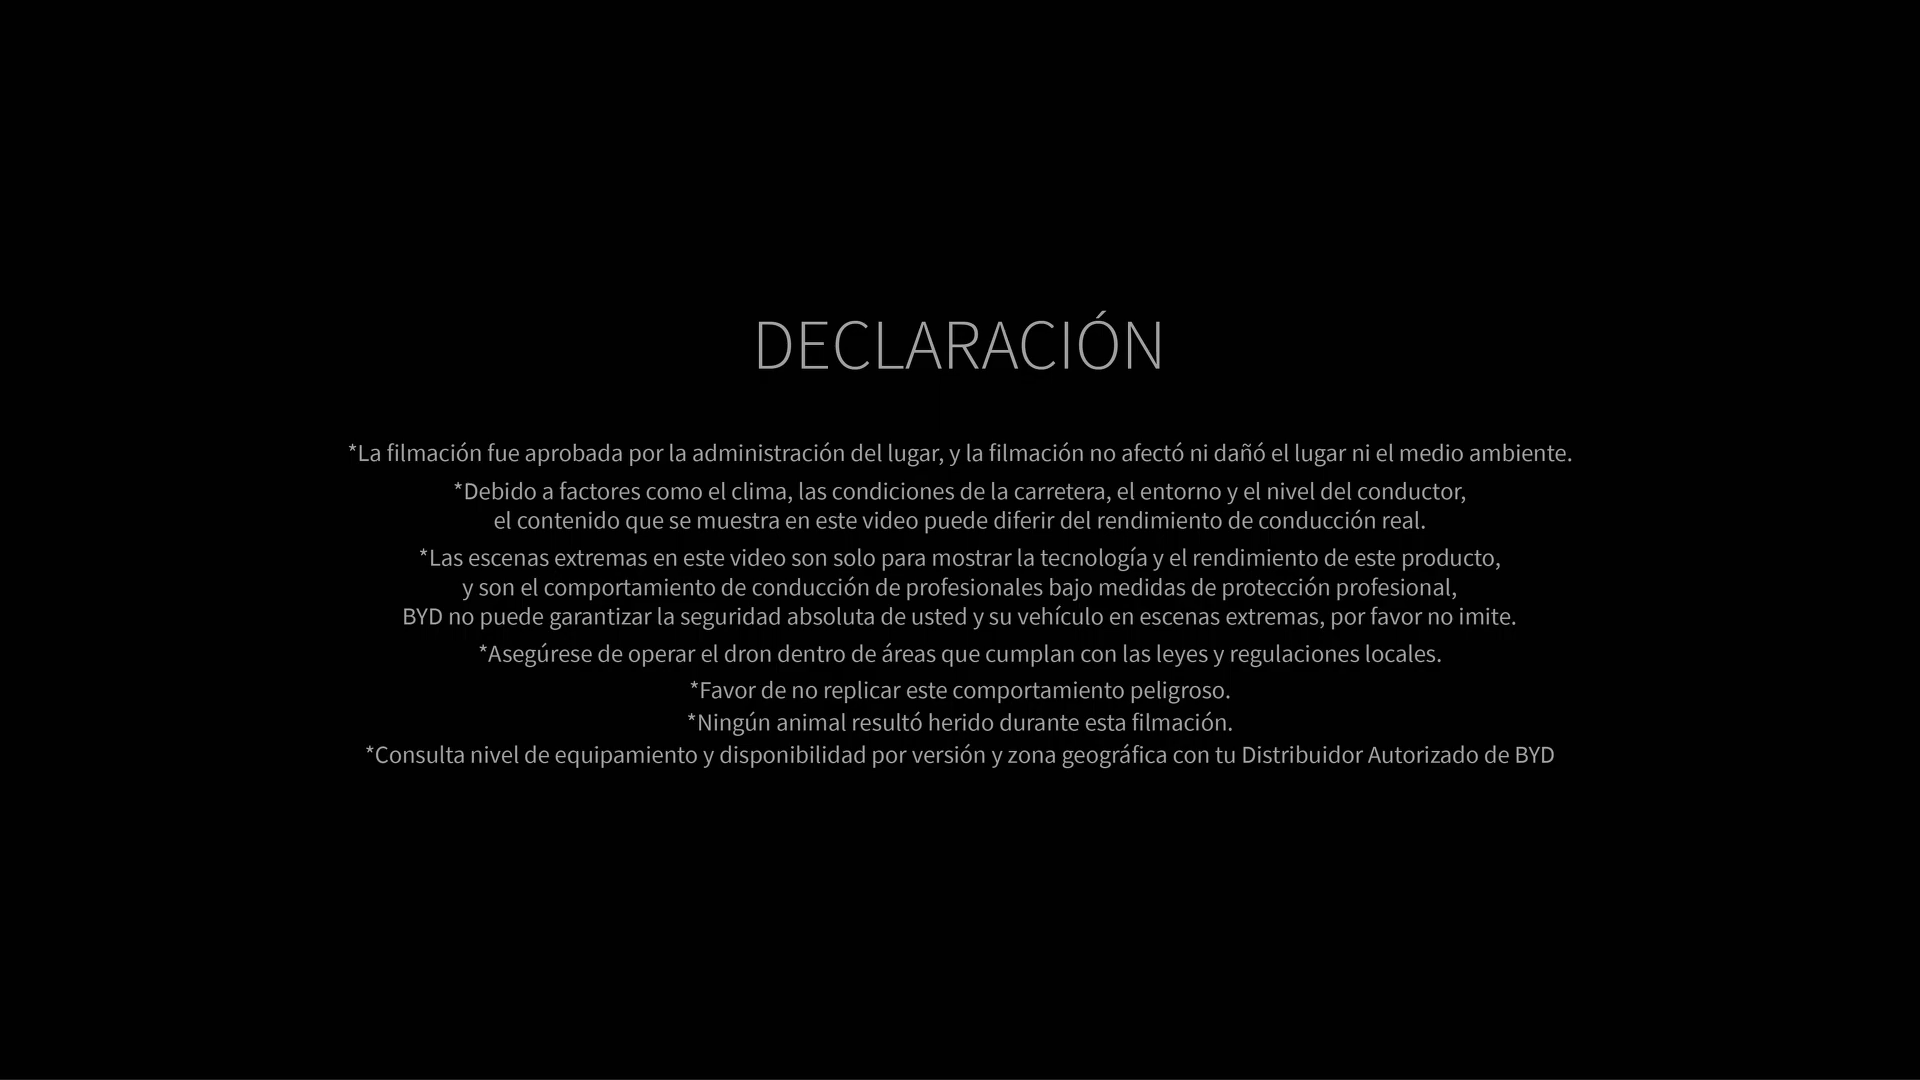 DECLARACIÓN
*La filmación fue aprobada por la administración del lugar, y la filmación no afectó ni dañó el lugar ni el medio ambiente.
*Debido a factores como el clima, las condiciones de la carretera, el entorno y el nivel del conductor,
el contenido que se muestra en este video puede diferir del rendimiento de conducción real.
*Las escenas extremas en este video son solo para mostrar la tecnología y el rendimiento de este producto,
y son el comportamiento de conducción de profesionales bajo medidas de protección profesional,
BYD no puede garantizar la seguridad absoluta de usted y su vehículo en escenas extremas, por favor no imite.
*Asegúrese de operar el dron dentro de áreas que cumplan con las leyes y regulaciones locales.
*Favor de no replicar este comportamiento peligroso.
*Ningún animal resultó herido durante esta filmación.
*Consulta nivel de equipamiento y disponibilidad por versión y zona geográfica con tu Distribuidor Autorizado de BYD